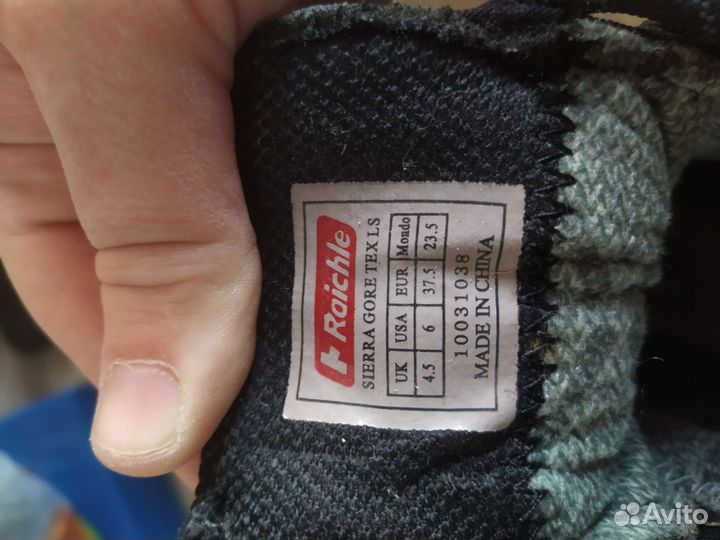 Raichle
SIERRA GORE TEX LS
UK USA EUR Mondo
4.5 6 37.5 23.5
10031038
MADE IN CHINA
Avito